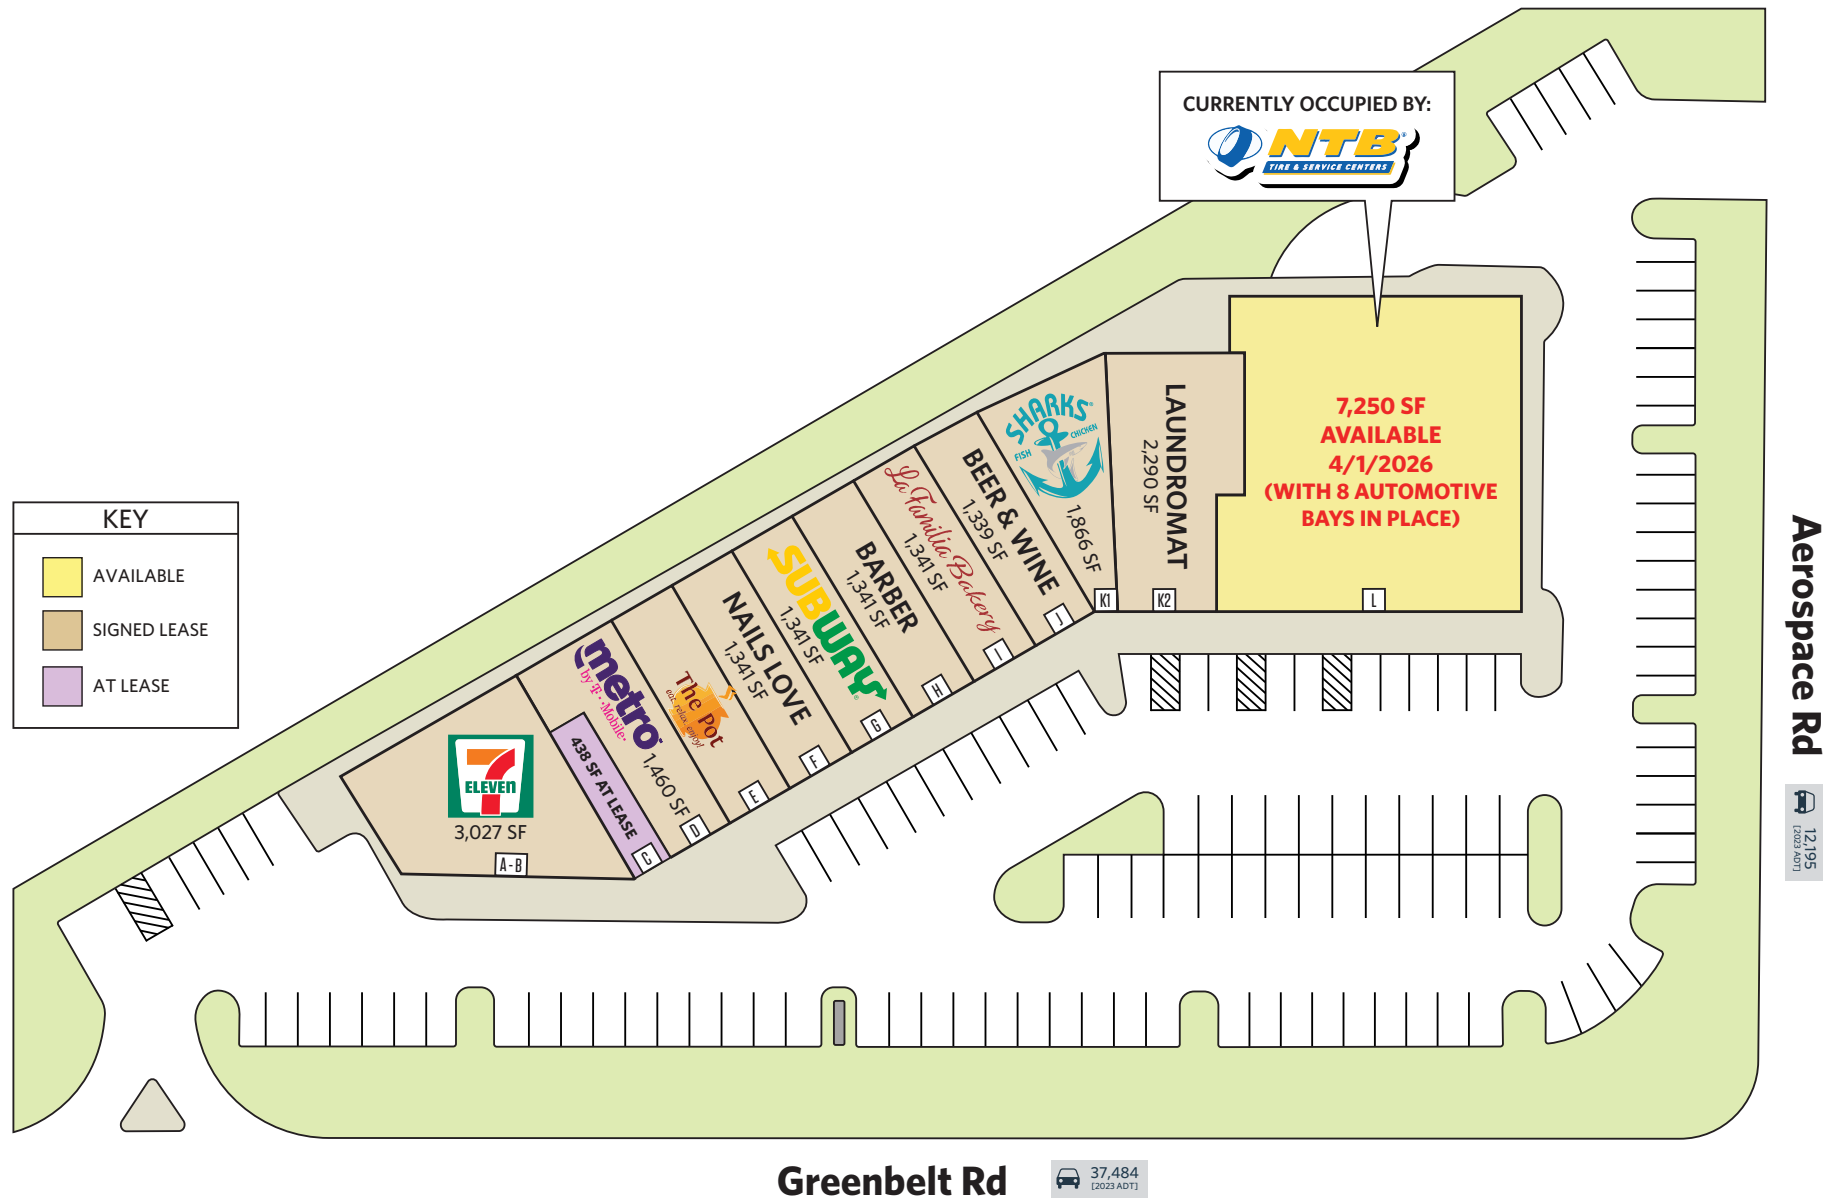 CURRENTLY OCCUPIED BY:
NTB
TIRE & SERVICE CENTERS
KEY
AVAILABLE
SIGNED LEASE
AT LEASE
7 ELEVEN
3,027 SF
A-B
438 SF AT LEASE
C
metro
by T-Mobile
1,460 SF
D
The Pot
eat, relax, enjoy!
E
NAILS LOVE
1,341 SF
F
SUBWAY
1,341 SF
G
BARBER
1,341 SF
H
La Familia Bakery
1,341 SF
I
BEER & WINE
1,339 SF
J
SHARKS
FISH
CHICKEN
1,866 SF
K1
LAUNDROMAT
2,290 SF
K2
7,250 SF
AVAILABLE
4/1/2026
(WITH 8 AUTOMOTIVE
BAYS IN PLACE)
L
Aerospace Rd
12,195
[2023 ADT]
Greenbelt Rd
37,484
[2023 ADT]